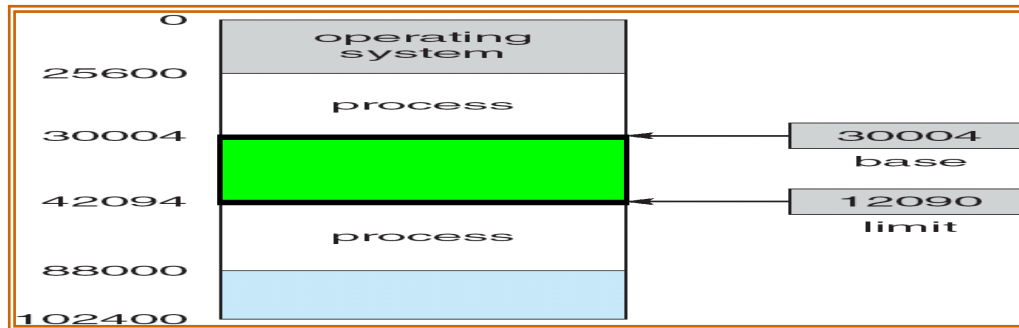 0
operating
system
25600
process
30004
30004
base
42094
12090
limit
process
88000
102400